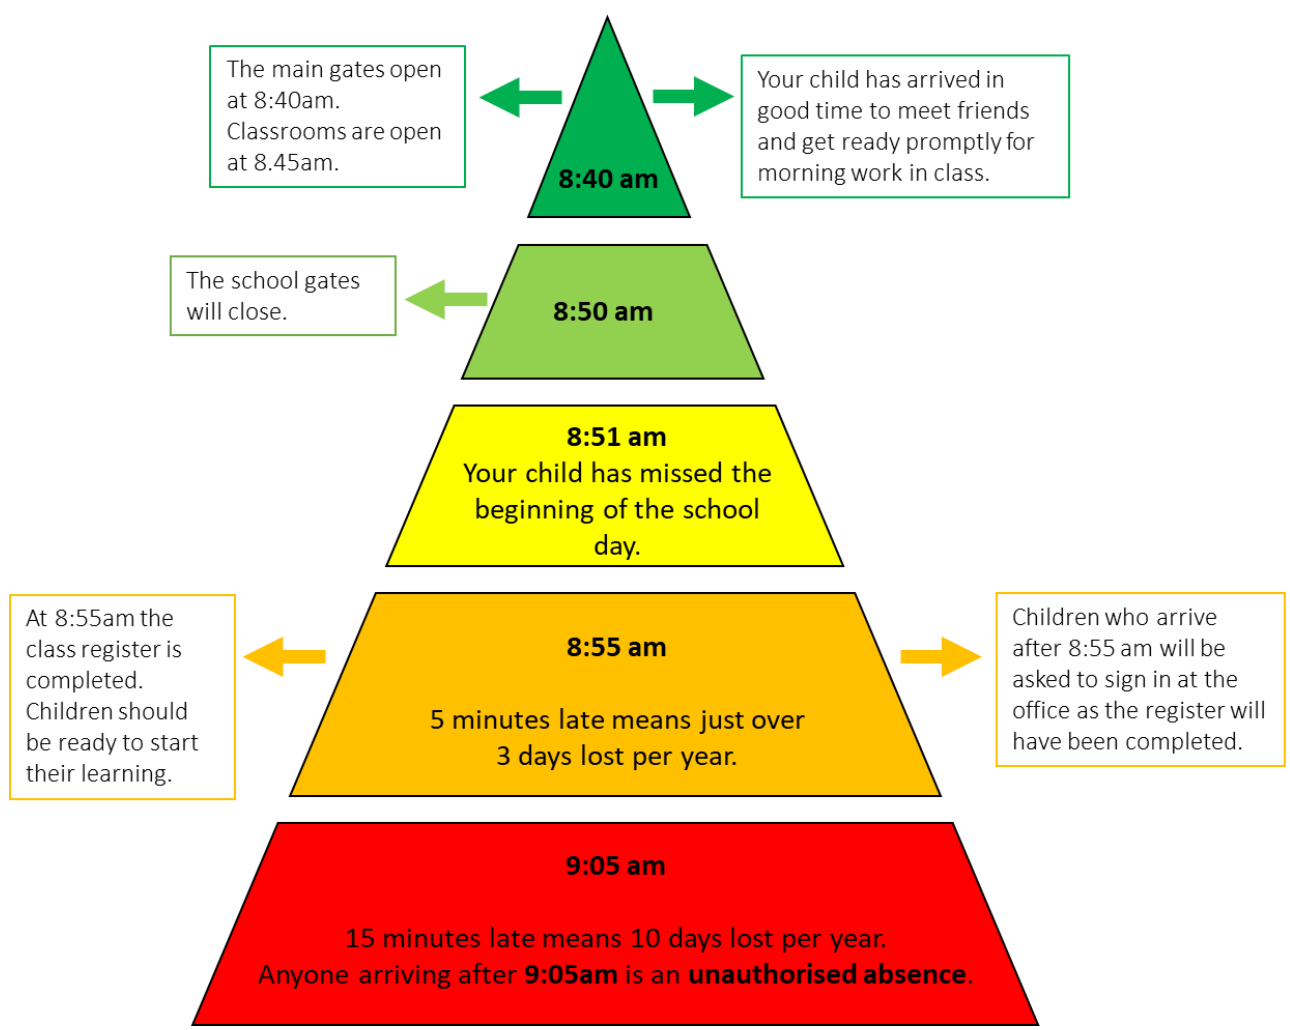 The main gates open
at 8:40am.
Classrooms are open
at 8.45am.
8:40 am
Your child has arrived in
good time to meet friends
and get ready promptly for
morning work in class.
The school gates
will close.
8:50 am
8:51 am
Your child has missed the
beginning of the school
day.
At 8:55am the
class register is
completed.
Children should
be ready to start
their learning.
8:55 am
5 minutes late means just over
3 days lost per year.
Children who arrive
after 8:55 am will be
asked to sign in at the
office as the register will
have been completed.
9:05 am
15 minutes late means 10 days lost per year.
Anyone arriving after 9:05am is an unauthorised absence.